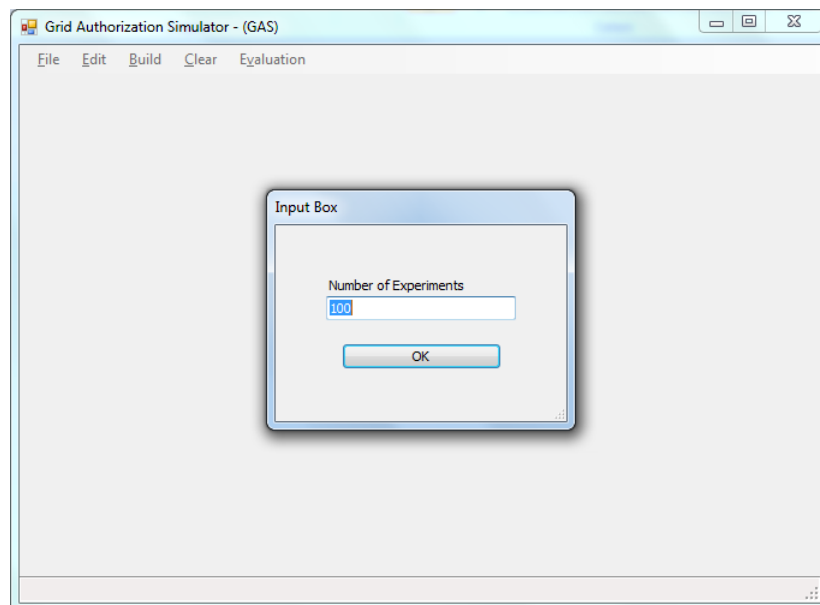 Grid Authorization Simulator - (GAS)
File Edit Build Clear Evaluation
Input Box
Number of Experiments
100
OK